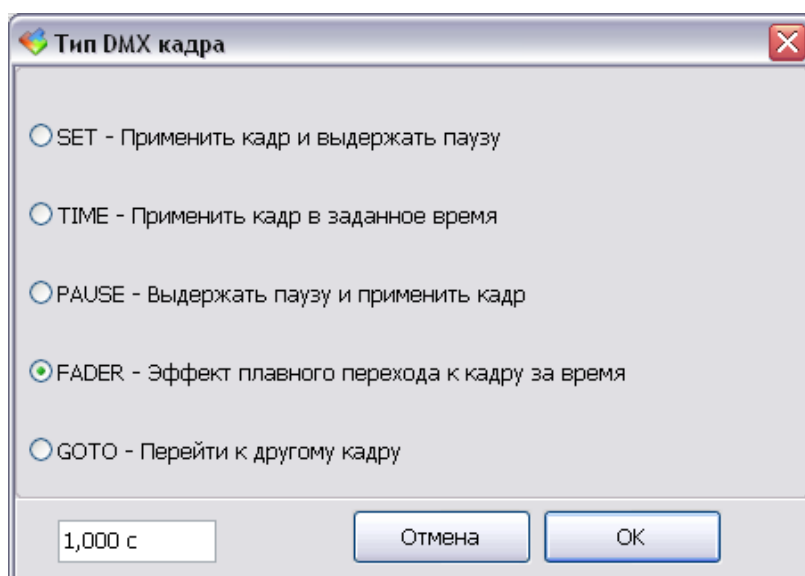 Тип DMX кадра
SET - Применить кадр и выдержать паузу
TIME - Применить кадр в заданное время
PAUSE - Выдержать паузу и применить кадр
FADER - Эффект плавного перехода к кадру за время
GOTO - Перейти к другому кадру
1,000 с Отмена OK